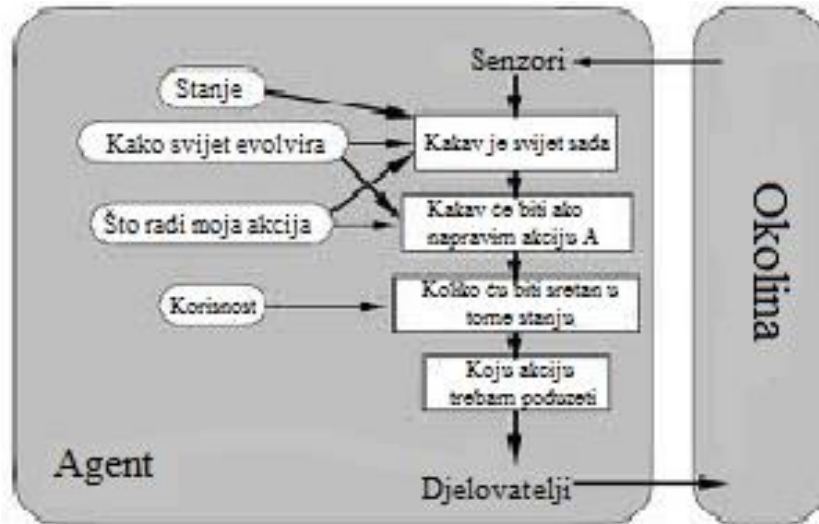 Senzori
Stanje
Kako svijet evolvira
Kakav je svijet sada
Što radi moja akcija
Kakav će biti ako
napravim akciju A
Korisnost
Koliko ću biti sretan u
tome stanju
Koju akciju
trebam poduzeti
Agent
Djelovatelji
Okolina